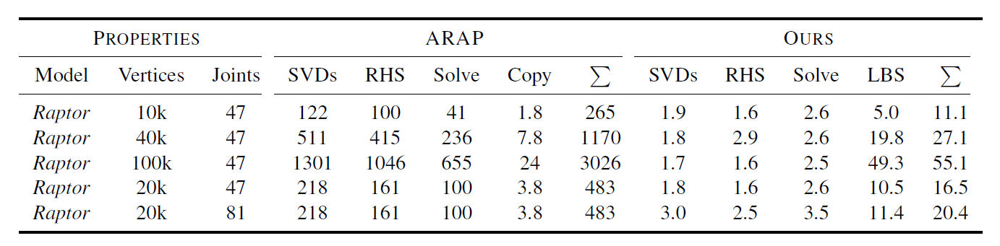 PROPERTIES ARAP OURS
Model Vertices Joints SVDs RHS Solve Copy ∑ SVDs RHS Solve LBS ∑
Raptor 10k 47 122 100 41 1.8 265 1.9 1.6 2.6 5.0 11.1
Raptor 40k 47 511 415 236 7.8 1170 1.8 2.9 2.6 19.8 27.1
Raptor 100k 47 1301 1046 655 24 3026 1.7 1.6 2.5 49.3 55.1
Raptor 20k 47 218 161 100 3.8 483 1.8 1.6 2.6 10.5 16.5
Raptor 20k 81 218 161 100 3.8 483 3.0 2.5 3.5 11.4 20.4